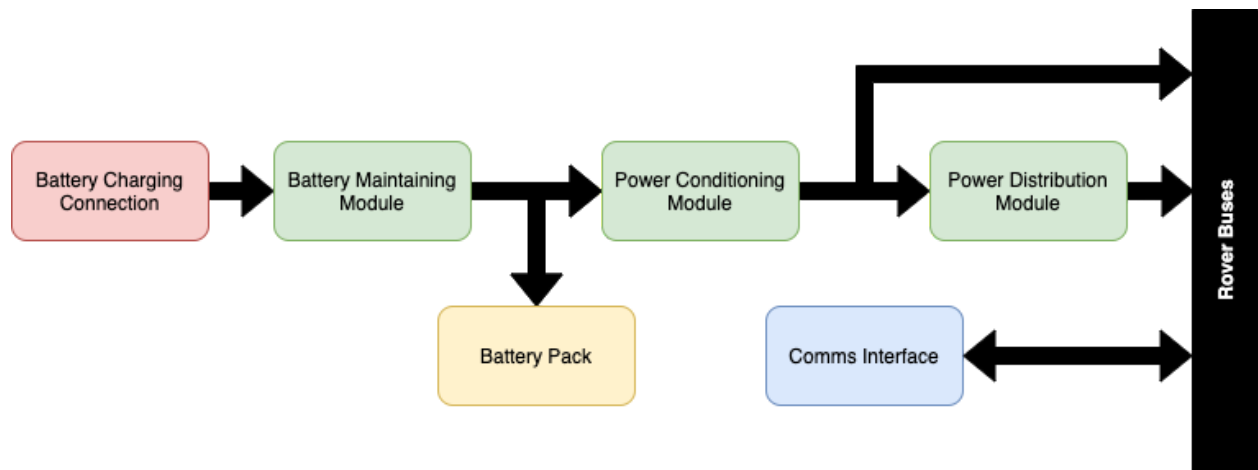 Battery Charging
Connection
Battery Maintaining
Module
Power Conditioning
Module
Power Distribution
Module
Rover Buses
Battery Pack
Comms Interface